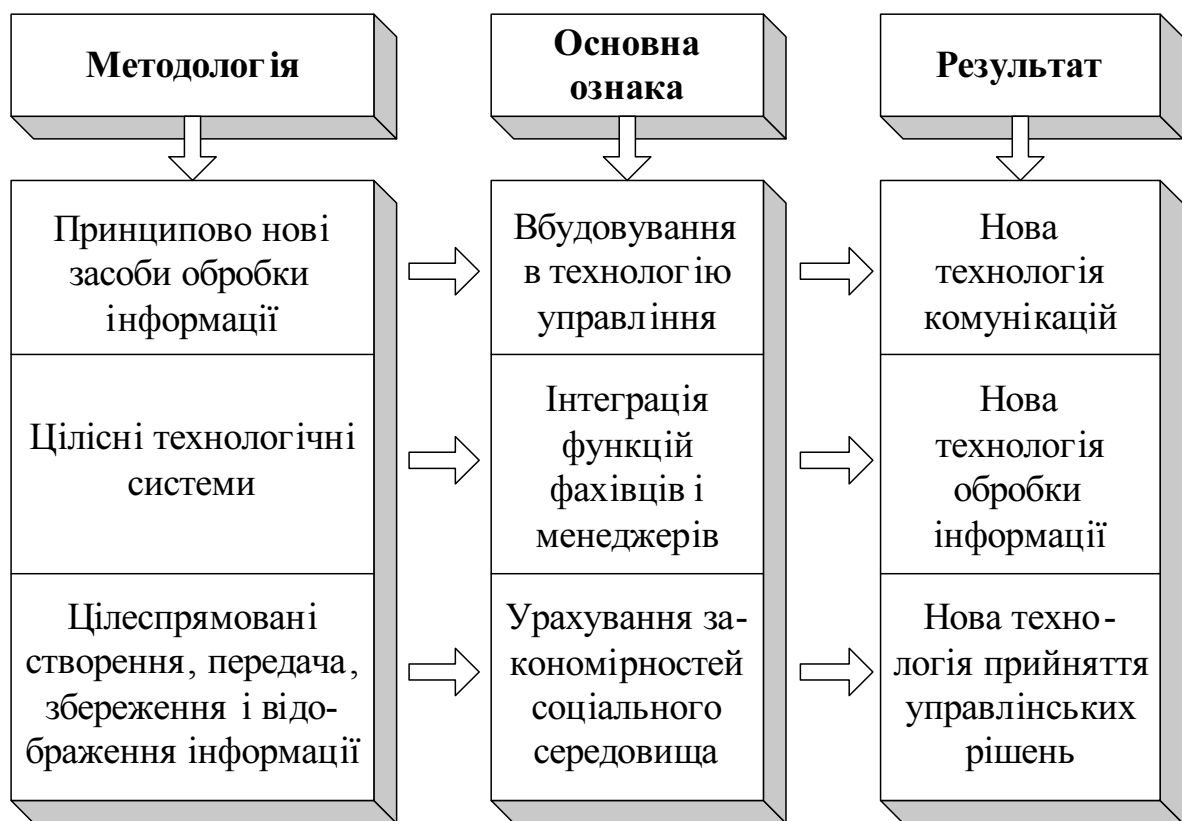 Методологія
Основна
ознака
Результат
Принципово нові
засоби обробки
інформації
Вбудовування
в технологію
управління
Нова
технологія
комунікацій
Цілісні технологічні
системи
Інтеграція
функцій
фахівців і
менеджерів
Нова
технологія
обробки
інформації
Цілеспрямовані
створення, передача,
збереження і відо-
браження інформації
Урахування за-
кономірностей
соціального
середовища
Нова техно-
логія прийняття
управлінських
рішень